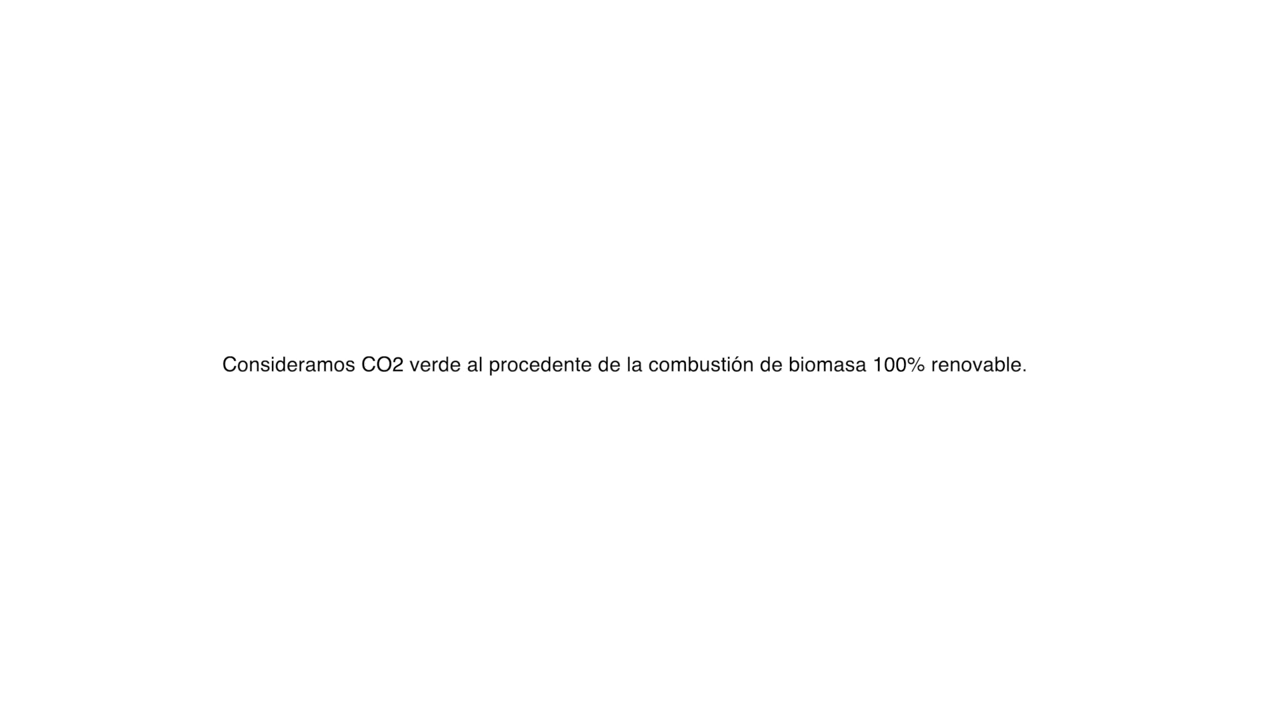 Consideramos CO2 verde al procedente de la combustión de biomasa 100% renovable.